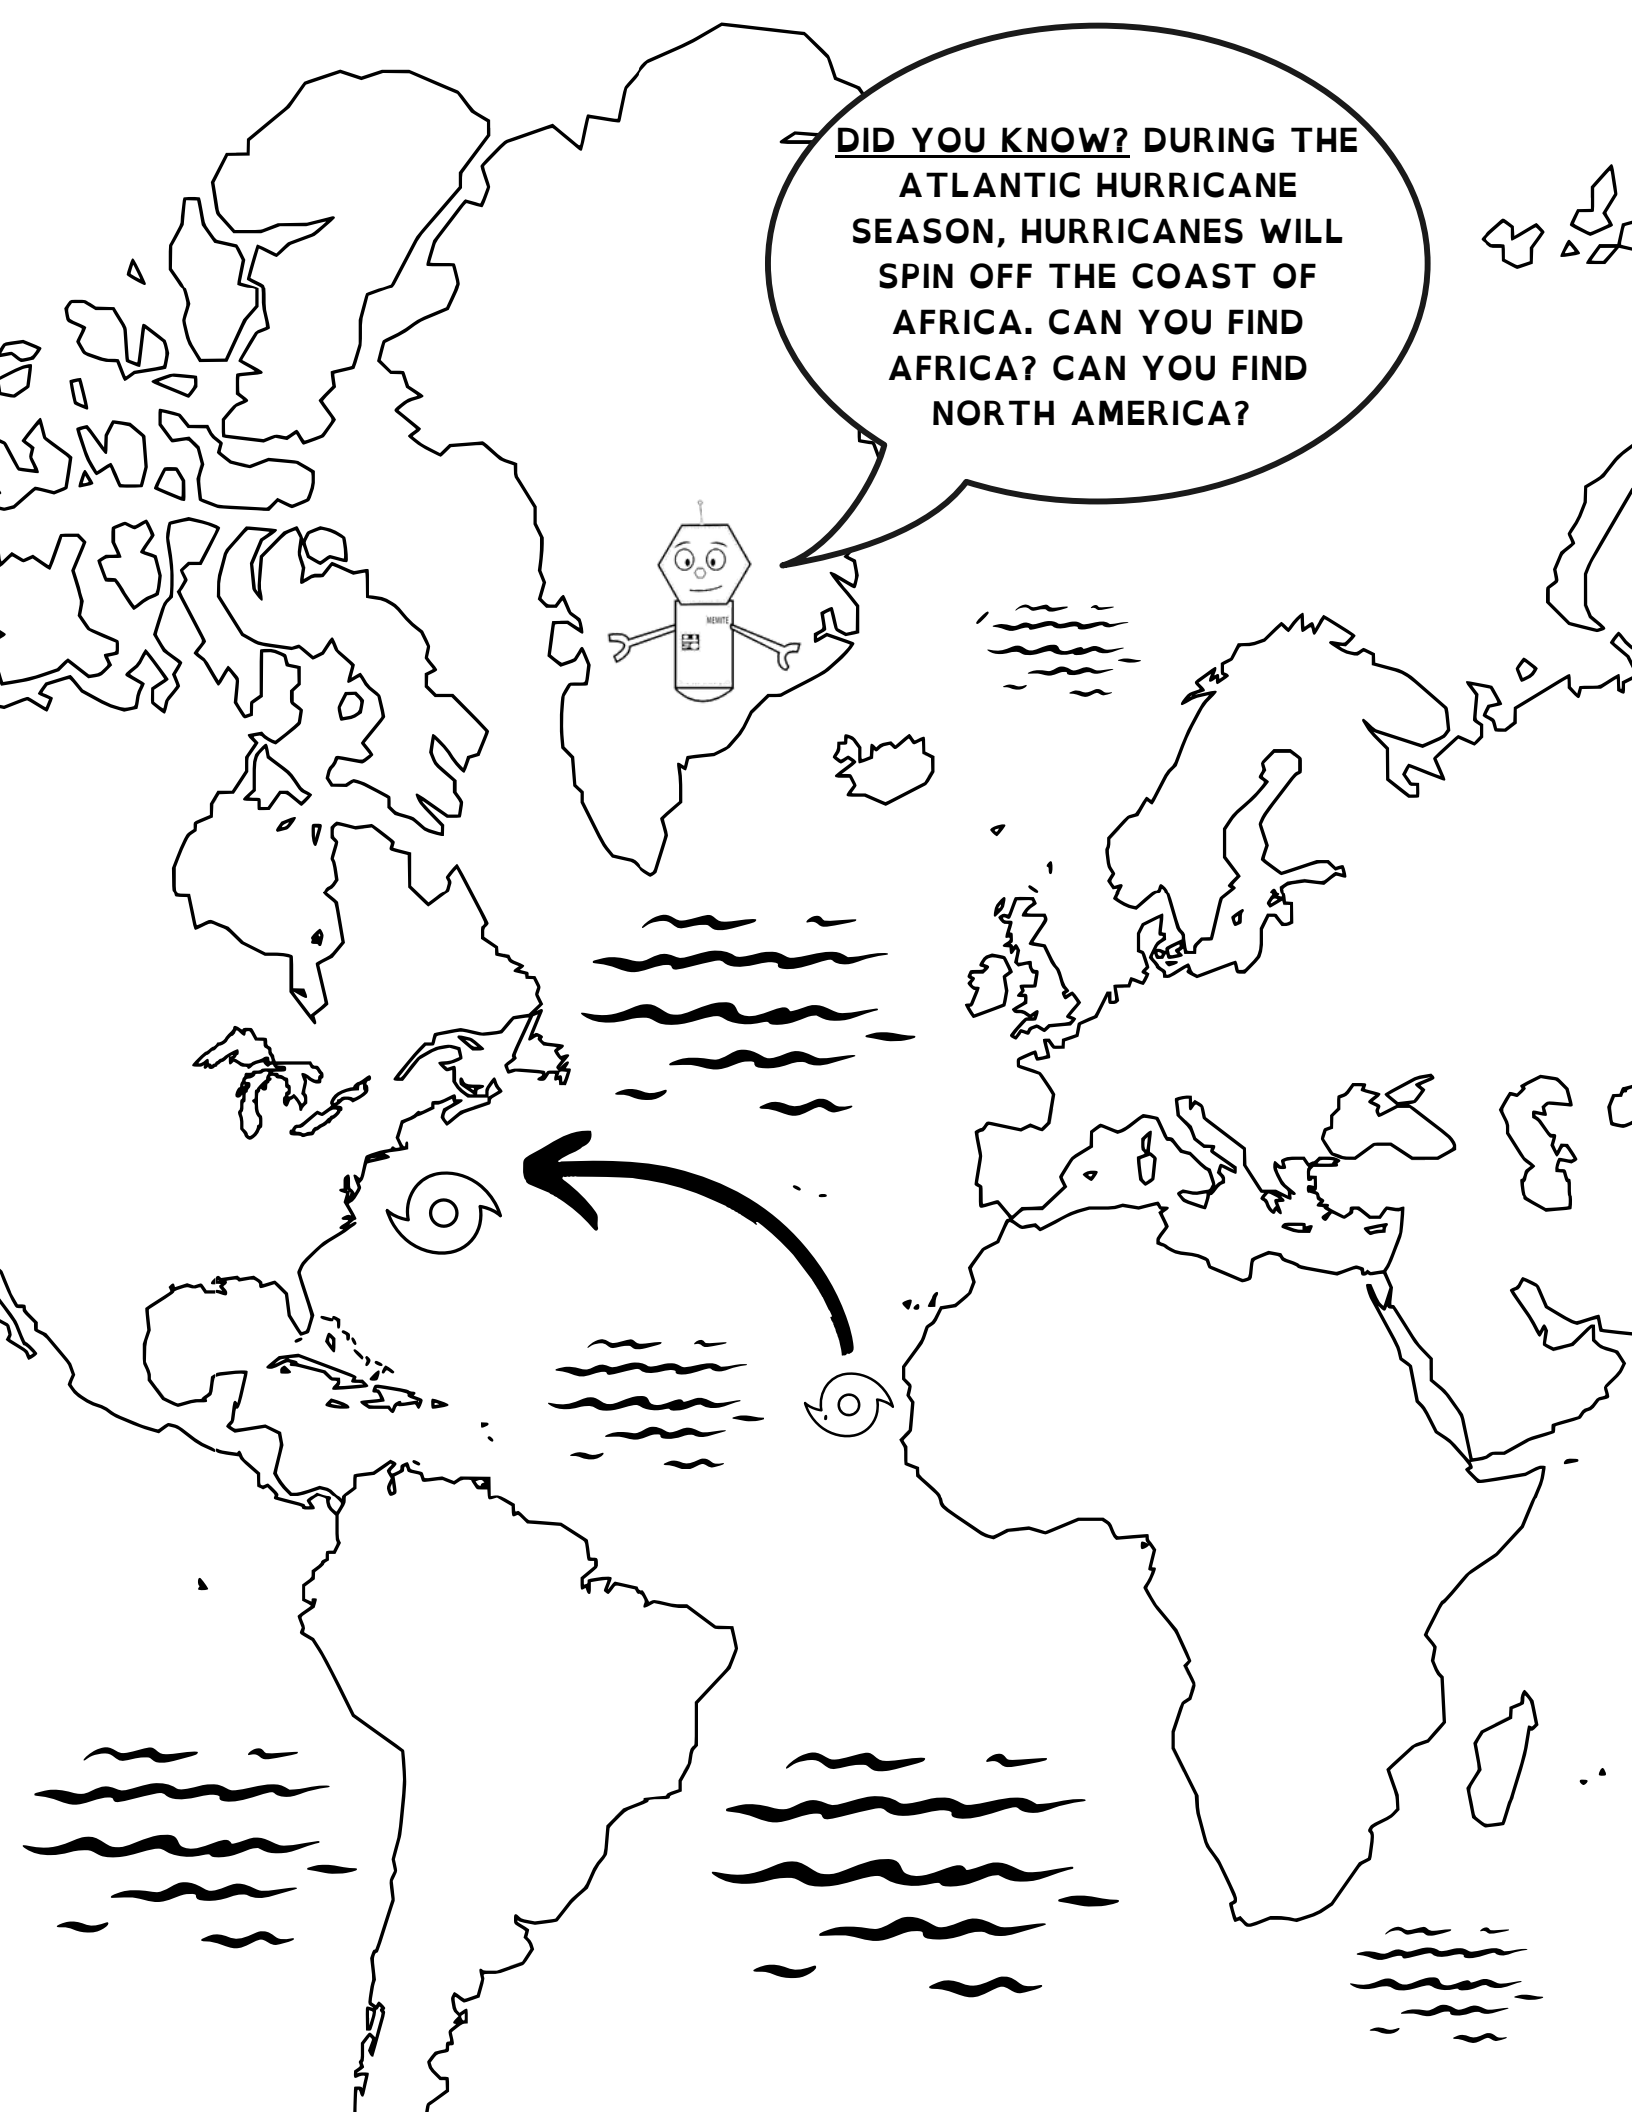 DID YOU KNOW? DURING THE
ATLANTIC HURRICANE
SEASON, HURRICANES WILL
SPIN OFF THE COAST OF
AFRICA. CAN YOU FIND
AFRICA? CAN YOU FIND
NORTH AMERICA?
MEMITE